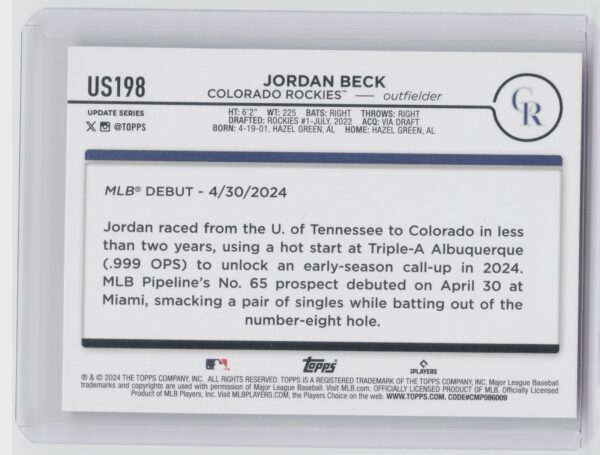 US198
JORDAN BECK
COLORADO ROCKIES™ — outfielder
CR
UPDATE SERIES
@TOPPS
HT: 6'2" WT: 225 BATS: RIGHT THROWS: RIGHT
DRAFTED: ROCKIES #1-JULY, 2022 ACQ: VIA DRAFT
BORN: 4-19-01, HAZEL GREEN, AL HOME: HAZEL GREEN, AL
MLB® DEBUT - 4/30/2024
Jordan raced from the U. of Tennessee to Colorado in less
than two years, using a hot start at Triple-A Albuquerque
(.999 OPS) to unlock an early-season call-up in 2024.
MLB Pipeline's No. 65 prospect debuted on April 30 at
Miami, smacking a pair of singles while batting out of the
number-eight hole.
Topps
PLAYERS
® & © 2024 THE TOPPS COMPANY, INC. ALL RIGHTS RESERVED. TOPPS IS A REGISTERED TRADEMARK OF THE TOPPS COMPANY, INC. Major League Baseball
trademarks and copyrights are used with permission of Major League Baseball. Visit MLB.com. OFFICIALLY LICENSED PRODUCT OF MLB. Officially Licensed
Product of MLB Players, Inc. Visit MLBPLAYERS.COM, the Players Choice on the web. WWW.TOPPS.COM. CODE#CMP086009